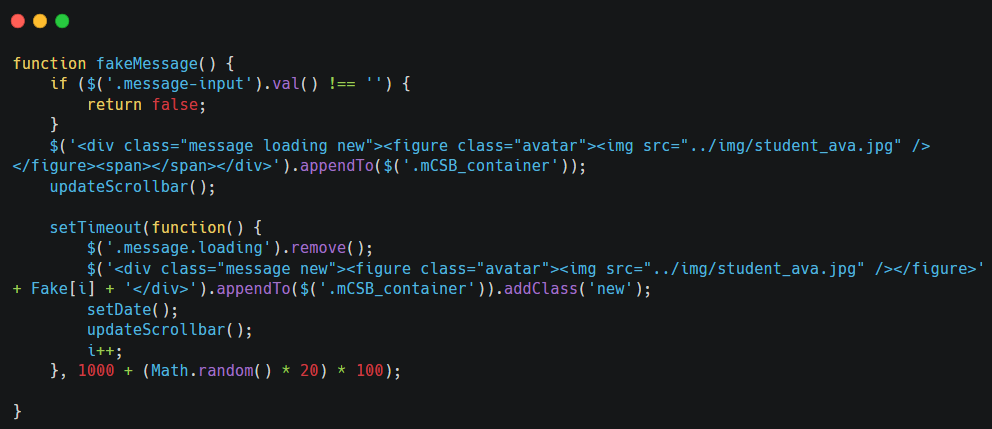 function fakeMessage() {
    if ($('.message-input').val() !== '') {
        return false;
    }
    $('<div class="message loading new"><figure class="avatar"><img src="../img/student_ava.jpg" />
</figure><span></span></div>').appendTo($('.mCSB_container'));
    updateScrollbar();

    setTimeout(function() {
        $('.message.loading').remove();
        $('<div class="message new"><figure class="avatar"><img src="../img/student_ava.jpg" /></figure>'
+ Fake[i] + '</div>').appendTo($('.mCSB_container')).addClass('new');
        setDate();
        updateScrollbar();
        i++;
    }, 1000 + (Math.random() * 20) * 100);

}